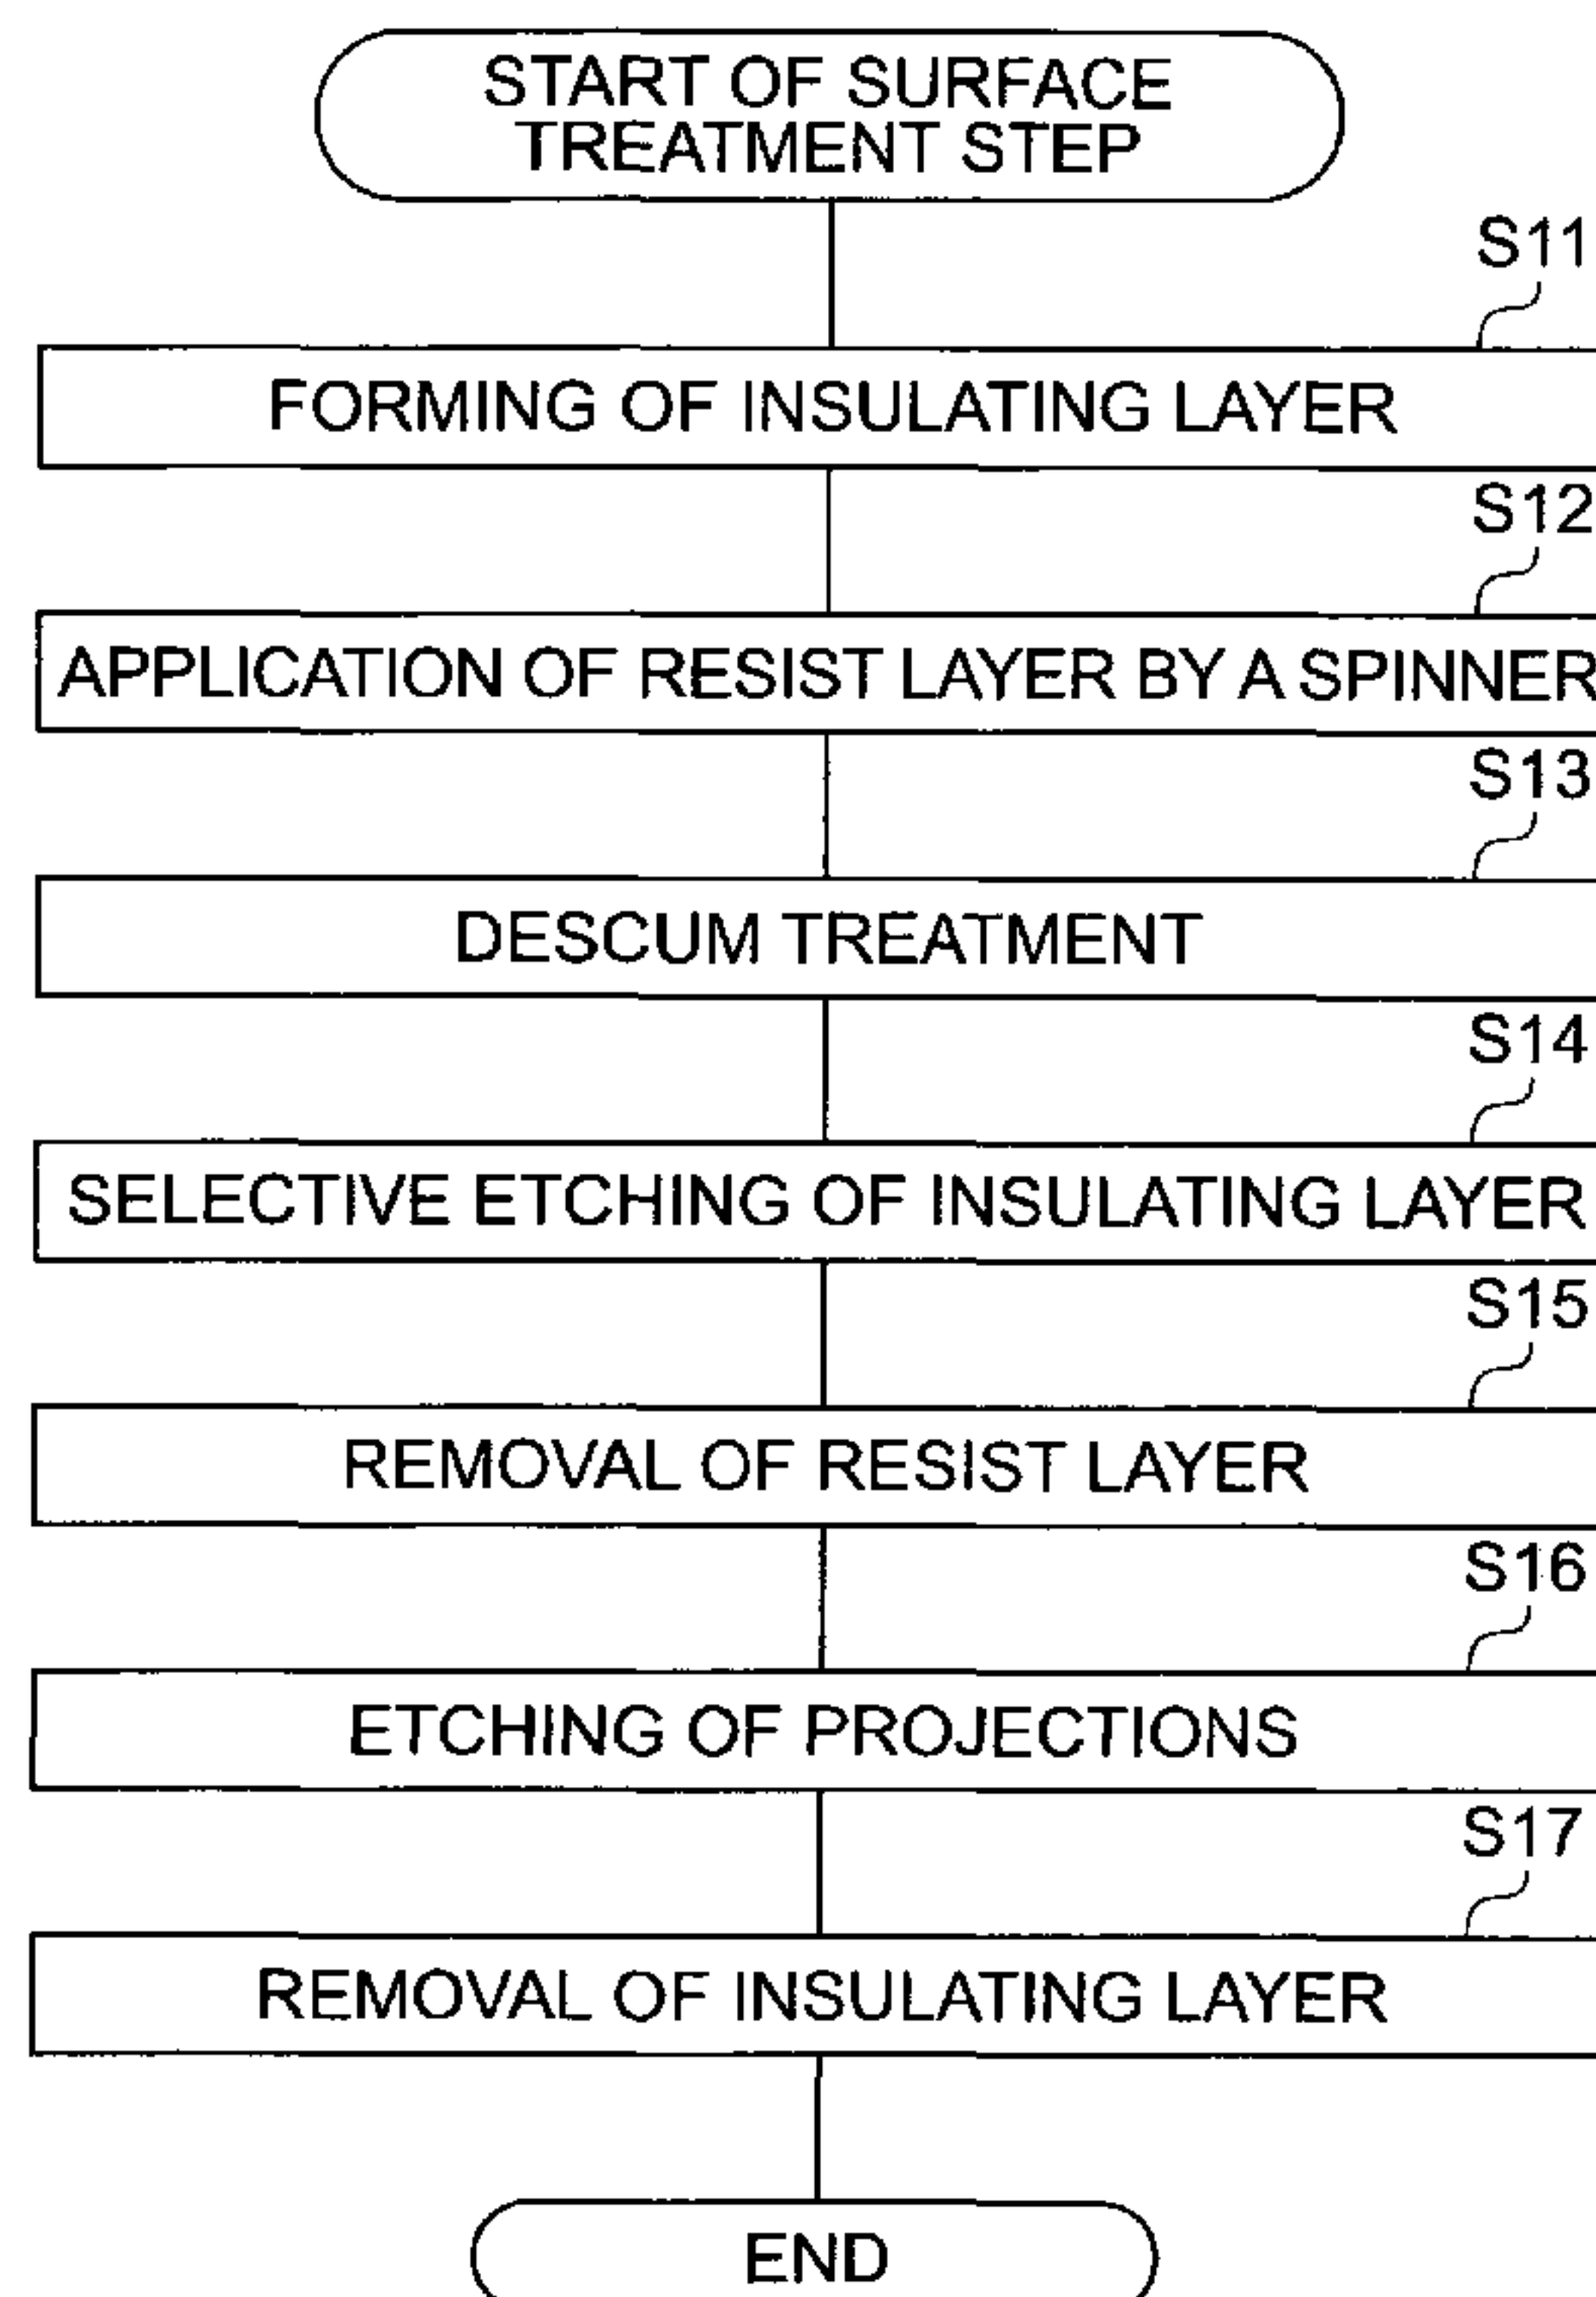 START OF SURFACE
TREATMENT STEP
S11
FORMING OF INSULATING LAYER
S12
APPLICATION OF RESIST LAYER BY A SPINNER
S13
DESCUM TREATMENT
S14
SELECTIVE ETCHING OF INSULATING LAYER
S15
REMOVAL OF RESIST LAYER
S16
ETCHING OF PROJECTIONS
S17
REMOVAL OF INSULATING LAYER
END